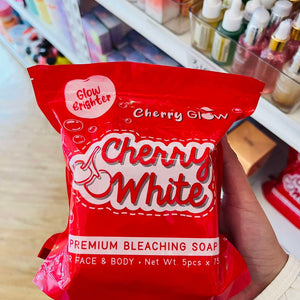 Glow
Brighter
Cherry Glow
Cherry
White
PREMIUM BLEACHING SOAP
FACE & BODY • Net Wt. 5pcs x